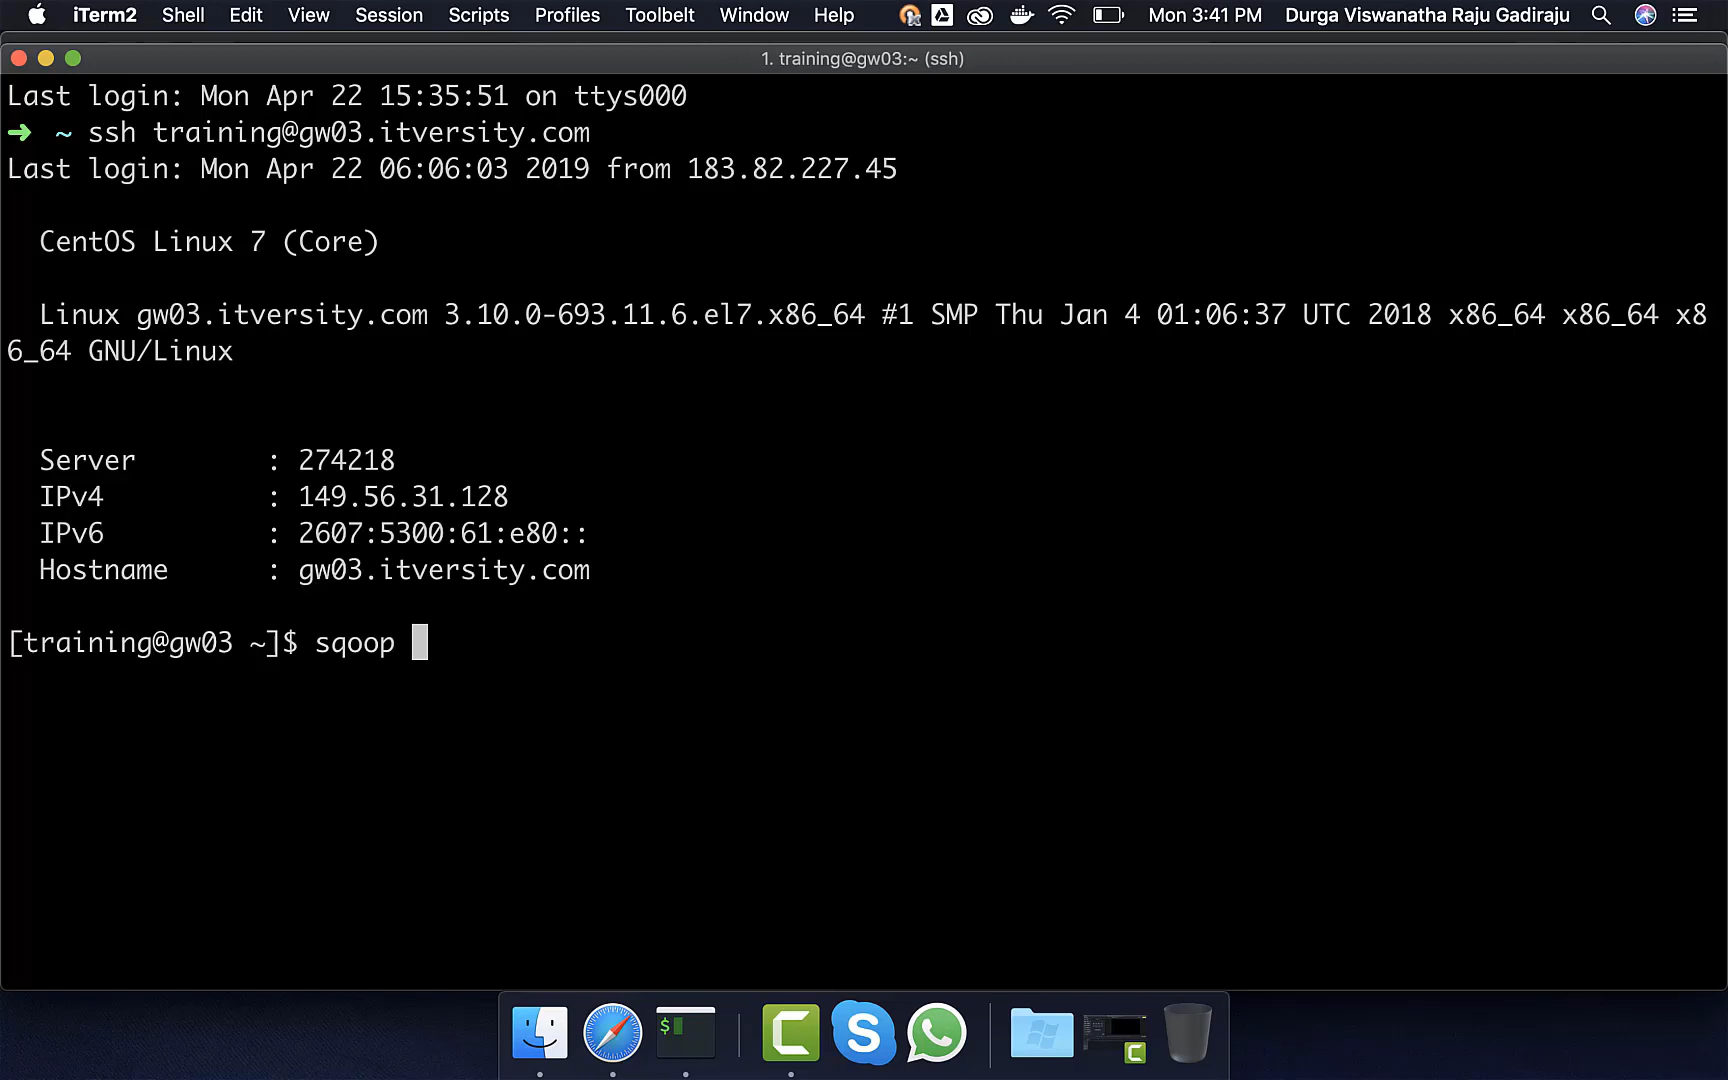 iTerm2 Shell Edit View Session Scripts Profiles Toolbelt Window Help Mon 3:41 PM Durga Viswanatha Raju Gadiraju
1. training@gw03:~ (ssh)
Last login: Mon Apr 22 15:35:51 on ttys000
➜ ~ ssh training@gw03.itversity.com
Last login: Mon Apr 22 06:06:03 2019 from 183.82.227.45
CentOS Linux 7 (Core)
Linux gw03.itversity.com 3.10.0-693.11.6.el7.x86_64 #1 SMP Thu Jan 4 01:06:37 UTC 2018 x86_64 x86_64 x8
6_64 GNU/Linux
Server : 274218
IPv4 : 149.56.31.128
IPv6 : 2607:5300:61:e80::
Hostname : gw03.itversity.com
[training@gw03 ~]$ sqoop